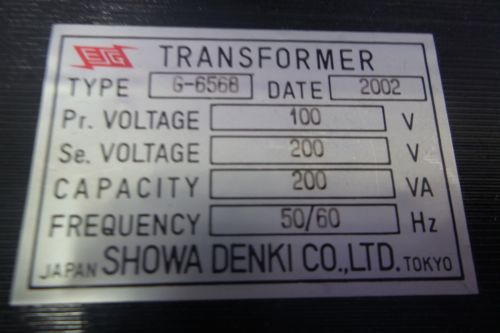 ESG TRANSFORMER
TYPE G-6568 DATE 2002
Pr. VOLTAGE 100 V
Se. VOLTAGE 200 V
CAPACITY 200 VA
FREQUENCY 50/60 Hz
JAPAN SHOWA DENKI CO.,LTD. TOKYO